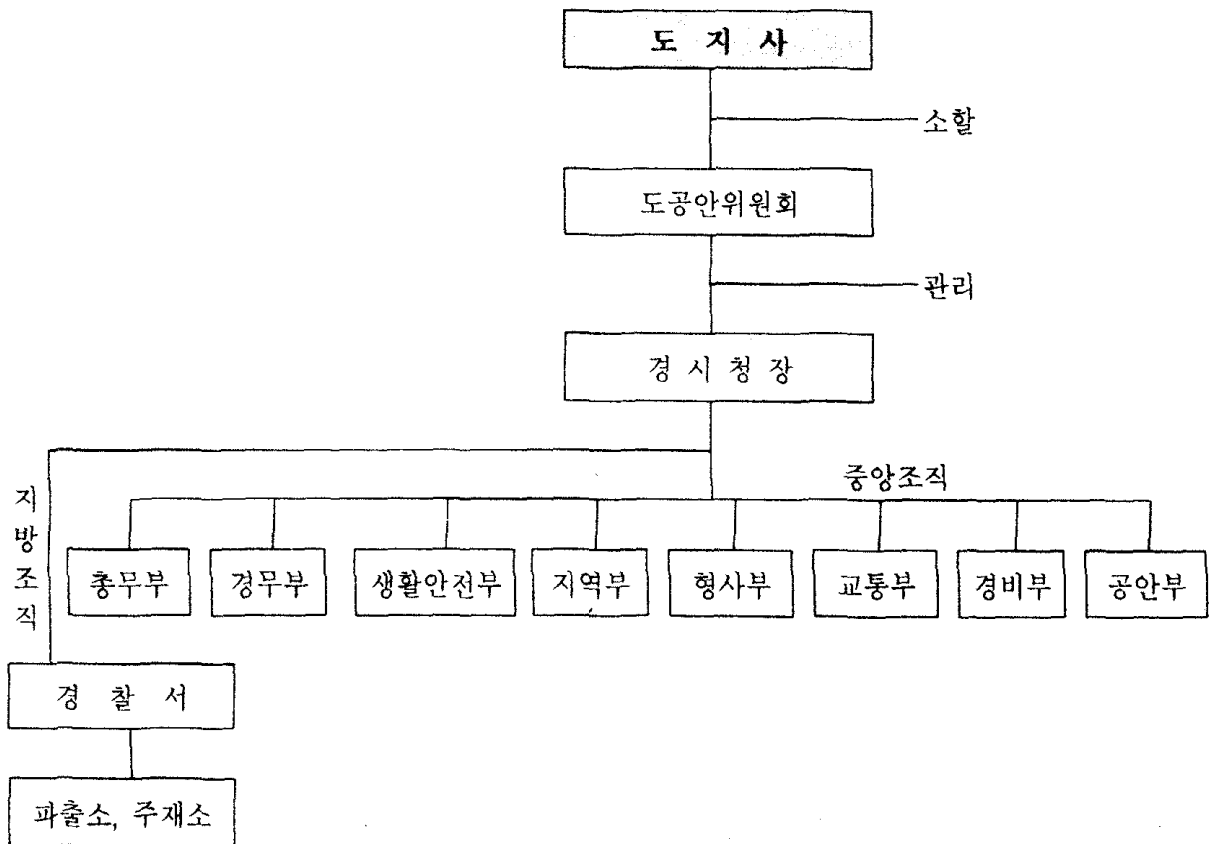 도 지 사
소할
도공안위원회
관리
경 시 청 장
중앙조직
지방조직
총무부 경무부 생활안전부 지역부 형사부 교통부 경비부 공안부
경 찰 서
파출소, 주재소